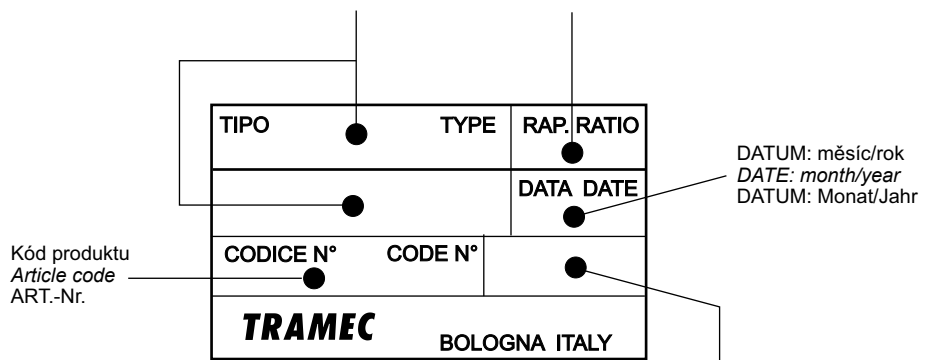 TIPO TYPE RAP. RATIO
DATA DATE
DATUM: měsíc/rok
DATE: month/year
DATUM: Monat/Jahr
Kód produktu
Article code
ART.-Nr.
CODICE N° CODE N°
TRAMEC BOLOGNA ITALY